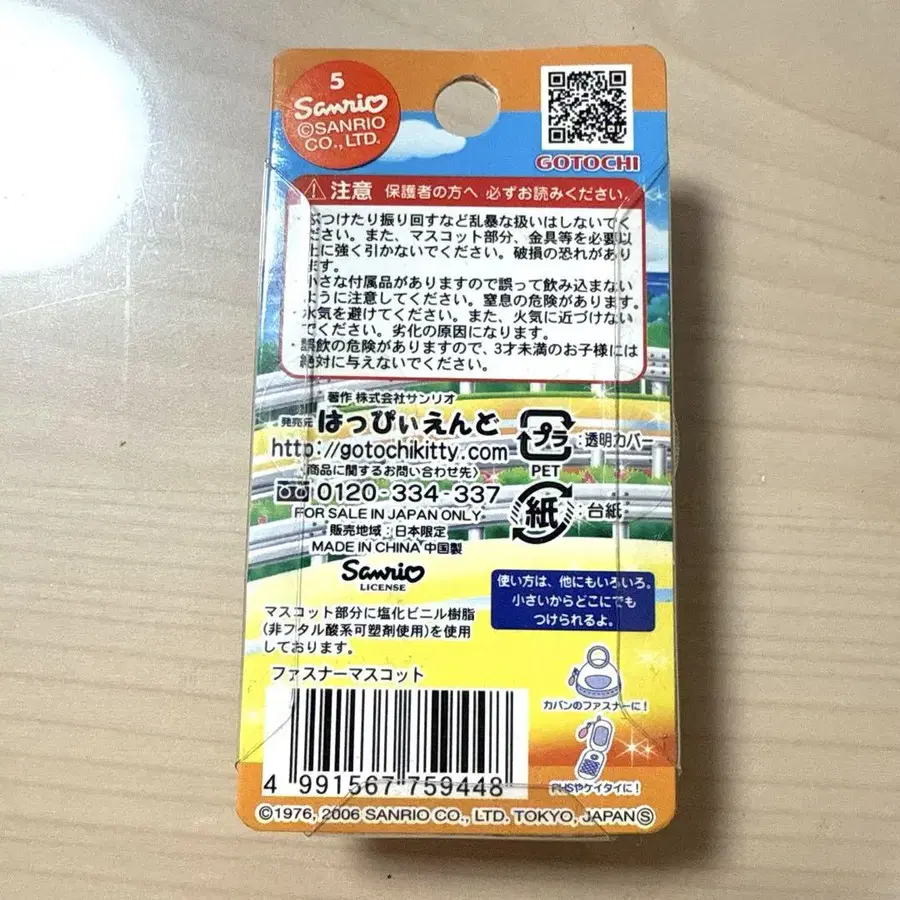 5
Sanrio
©SANRIO
CO., LTD.
GOTOCHI
注意 保護者の方へ 必ずお読みください。
・ぶつけたり振り回すなど乱暴な扱いはしないでく
ださい。また、マスコット部分、金具等を必要以
上に強く引かないでください。破損の恐れがあり
ます。
・小さな付属品がありますので誤って飲み込まない
ように注意してください。窒息の危険があります。
・水気を避けてください。また、火気に近づけない
でください。劣化の原因になります。
・誤飲の危険がありますので、3才未満のお子様には
絶対に与えないでください。
著作 株式会社サンリオ
発売元 はっぴぃえんど
http://gotochikitty.com
〈商品に関するお問い合わせ先〉
0120-334-337
FOR SALE IN JAPAN ONLY
販売地域:日本限定
MADE IN CHINA 中国製
Sanrio
LICENSE
プラ :透明カバー
PET
紙 :台紙
使い方は、他にもいろいろ。
小さいからどこにでも
つけられるよ。
マスコット部分に塩化ビニル樹脂
(非フタル酸系可塑剤使用)を使用
しております。
ファスナーマスコット
カバンのファスナーに!
PHSやケイタイに!
4 991567 759448
©1976, 2006 SANRIO CO., LTD. TOKYO, JAPAN Ⓢ